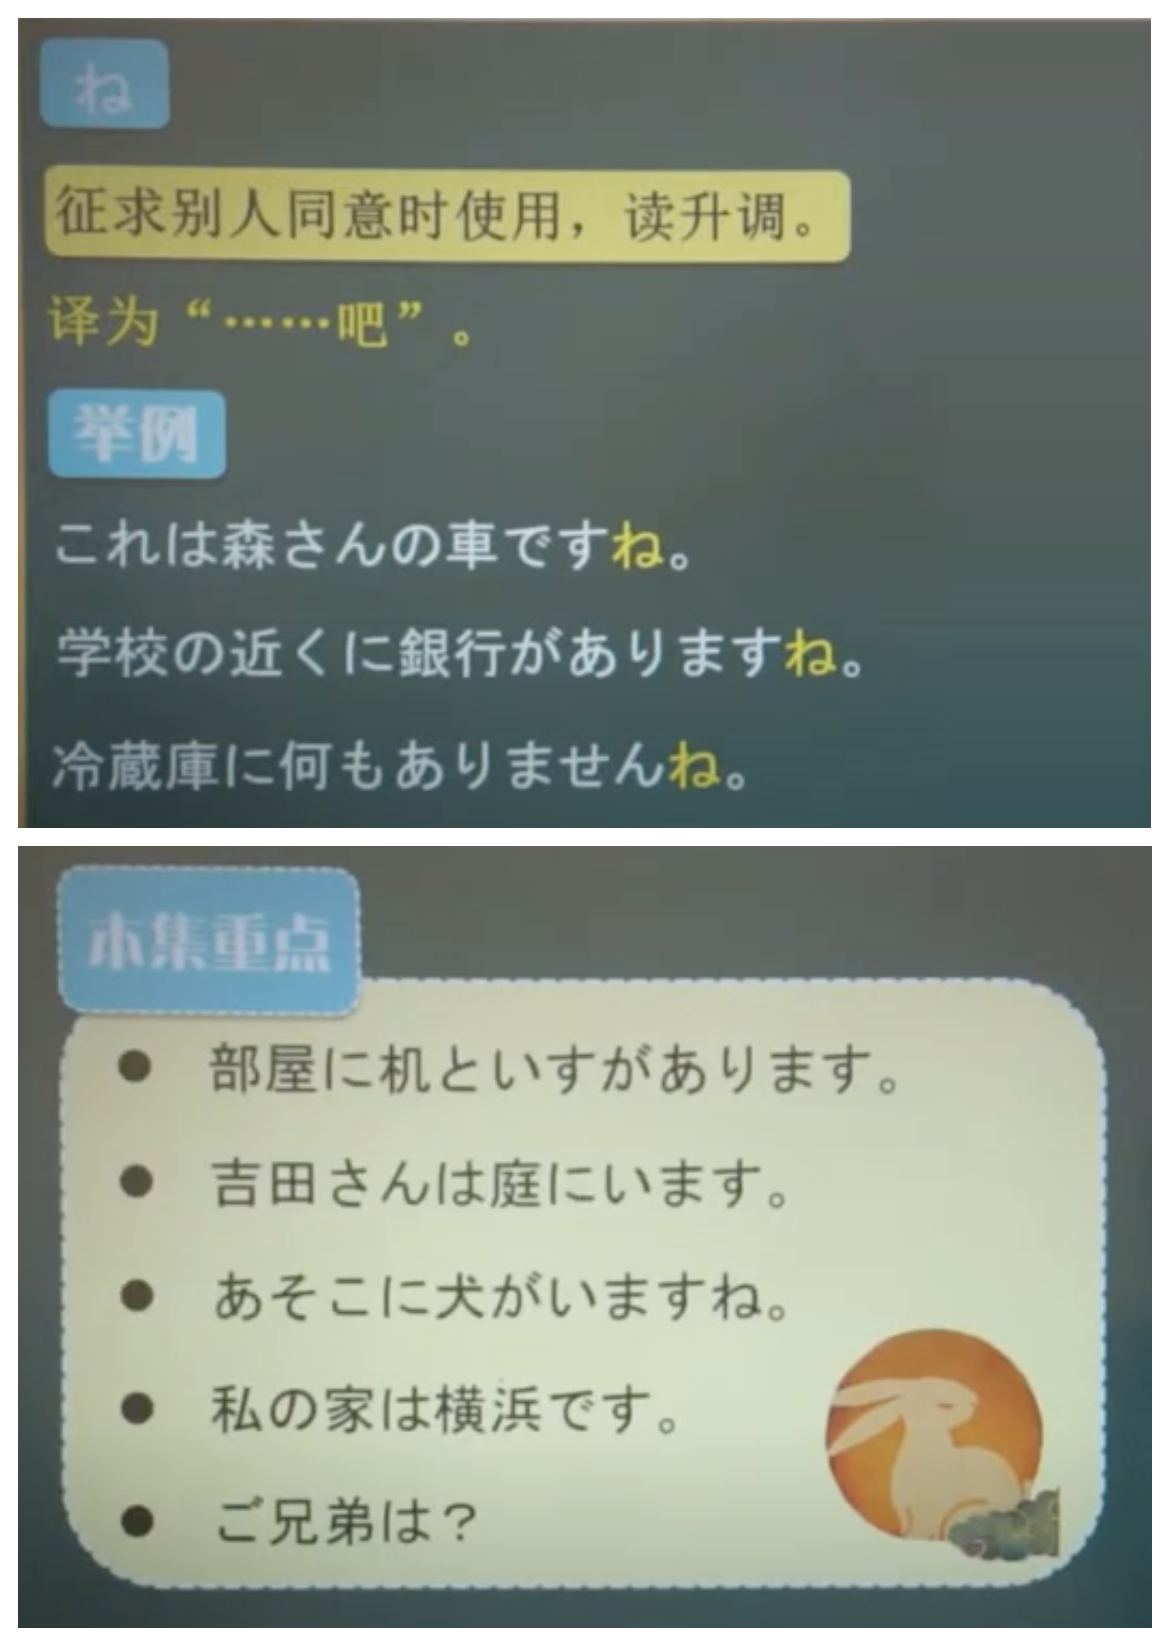 ね
征求别人同意时使用，读升调。
译为“……吧”。
举例
これは森さんの車ですね。
学校の近くに銀行がありますね。
冷蔵庫に何もありませんね。
本集重点
● 部屋に机といすがあります。
● 吉田さんは庭にいます。
● あそこに犬がいますね。
● 私の家は横浜です。
● ご兄弟は？